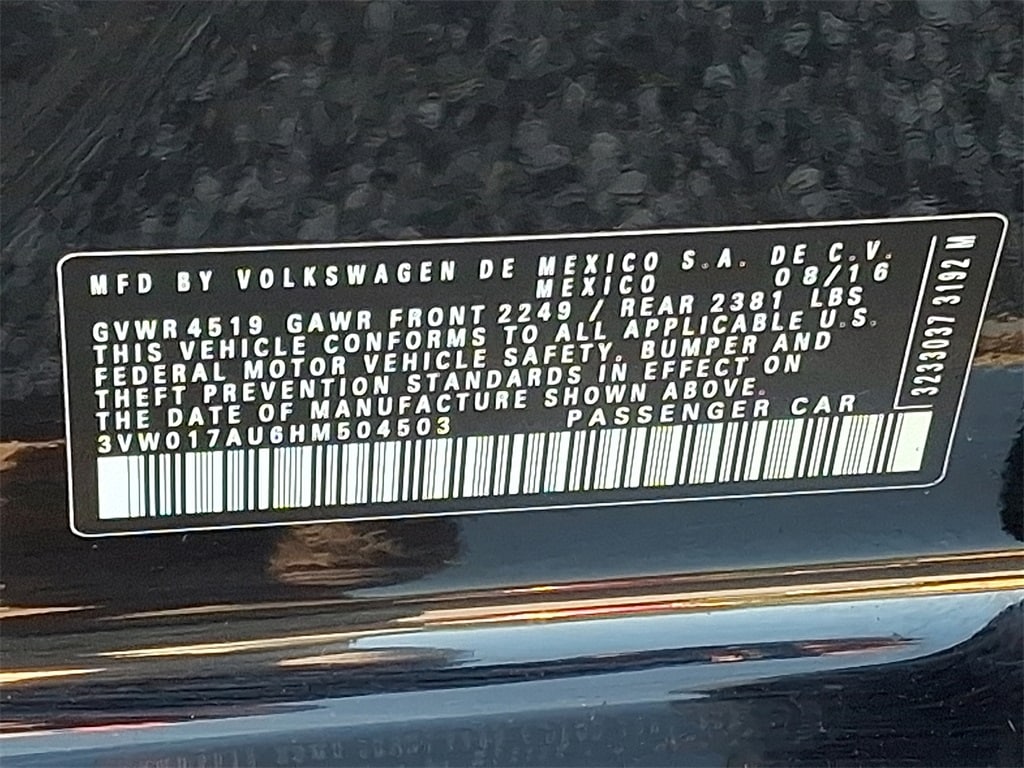 MFD BY VOLKSWAGEN DE MEXICO S.A. DE C.V.
MEXICO 08/16
GVWR 4519 GAWR FRONT 2249 / REAR 2381 LBS
THIS VEHICLE CONFORMS TO ALL APPLICABLE U.S.
FEDERAL MOTOR VEHICLE SAFETY, BUMPER AND
THEFT PREVENTION STANDARDS IN EFFECT ON
THE DATE OF MANUFACTURE SHOWN ABOVE.
3VW017AU6HM504503 PASSENGER CAR
3233037 3192 M